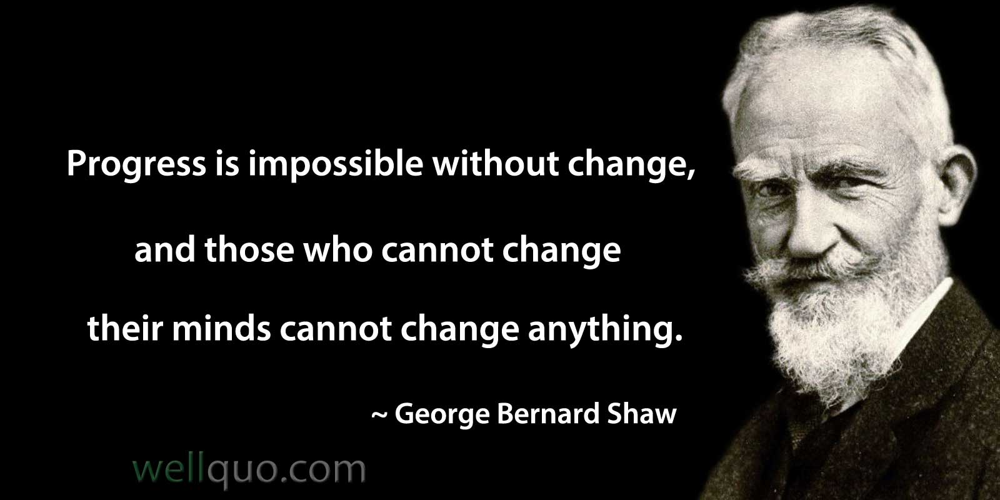 Progress is impossible without change,
and those who cannot change
their minds cannot change anything.
~ George Bernard Shaw
wellquo.com